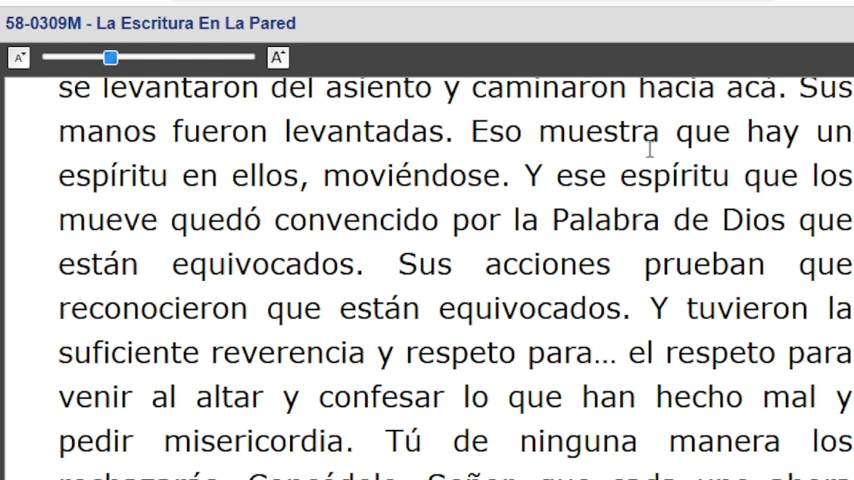 58-0309M - La Escritura En La Pared
A A
se levantaron del asiento y caminaron hacia acá. Sus
manos fueron levantadas. Eso muestra que hay un
espíritu en ellos, moviéndose. Y ese espíritu que los
mueve quedó convencido por la Palabra de Dios que
están equivocados. Sus acciones prueban que
reconocieron que están equivocados. Y tuvieron la
suficiente reverencia y respeto para... el respeto para
venir al altar y confesar lo que han hecho mal y
pedir misericordia. Tú de ninguna manera los